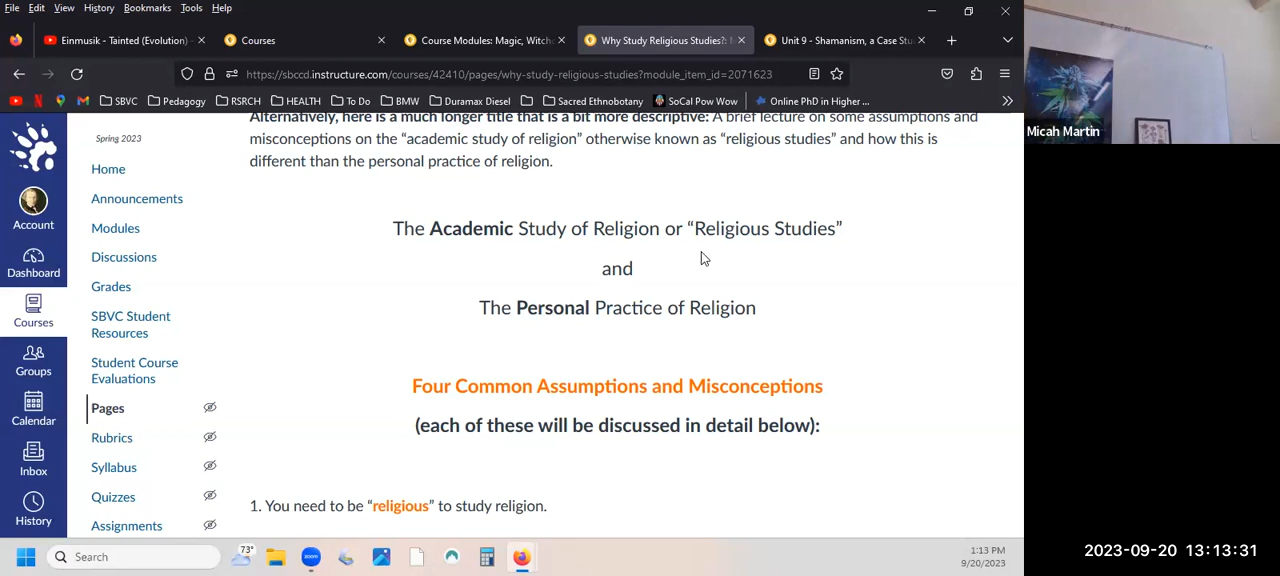 File Edit View History Bookmarks Tools Help
Einmusik - Tainted (Evolution)
Courses
Course Modules: Magic, Witch
Why Study Religious Studies?:
Unit 9 - Shamanism, a Case Stu
https://sbccd.instructure.com/courses/42410/pages/why-study-religious-studies?module_item_id=2071623
SBVC Pedagogy RSRCH HEALTH To Do BMW Duramax Diesel Sacred Ethnobotany SoCal Pow Wow Online PhD in Higher ...
Account
Dashboard
Courses
Groups
Calendar
Inbox
History
Spring 2023
Home
Announcements
Modules
Discussions
Grades
SBVC Student
Resources
Student Course
Evaluations
Pages
Rubrics
Syllabus
Quizzes
Assignments
Alternatively, here is a much longer title that is a bit more descriptive: A brief lecture on some assumptions and
misconceptions on the “academic study of religion” otherwise known as “religious studies” and how this is
different than the personal practice of religion.
The Academic Study of Religion or “Religious Studies”
and
The Personal Practice of Religion
Four Common Assumptions and Misconceptions
(each of these will be discussed in detail below):
1. You need to be “religious” to study religion.
Micah Martin
Search
73°
zoom
1:13 PM
9/20/2023
2023-09-20 13:13:31